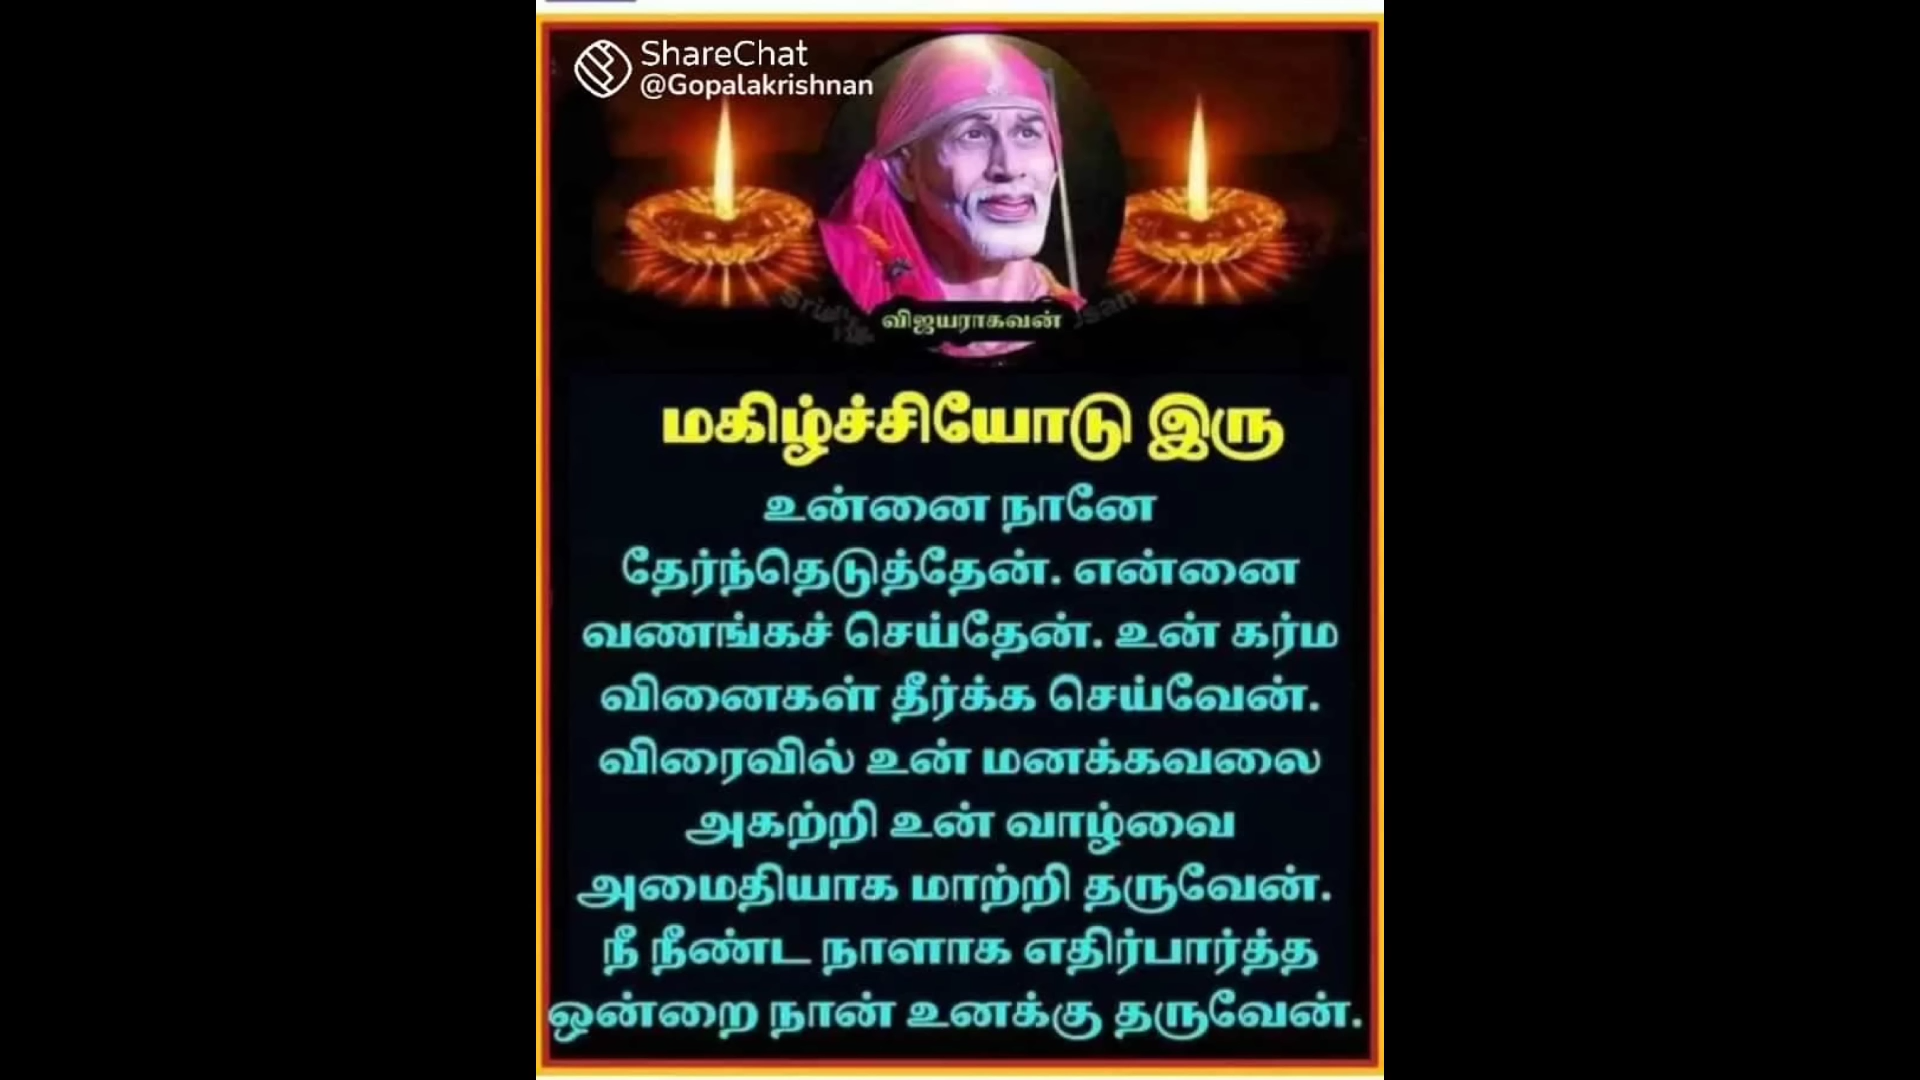 ShareChat
@Gopalakrishnan
விஜயராகவன்
மகிழ்ச்சியோடு இரு
உன்னை நானே
தேர்ந்தெடுத்தேன். என்னை
வணங்கச் செய்தேன். உன் கர்ம
வினைகள் தீர்க்க செய்வேன்.
விரைவில் உன் மனக்கவலை
அகற்றி உன் வாழ்வை
அமைதியாக மாற்றி தருவேன்.
நீ நீண்ட நாளாக எதிர்பார்த்த
ஒன்றை நான் உனக்கு தருவேன்.